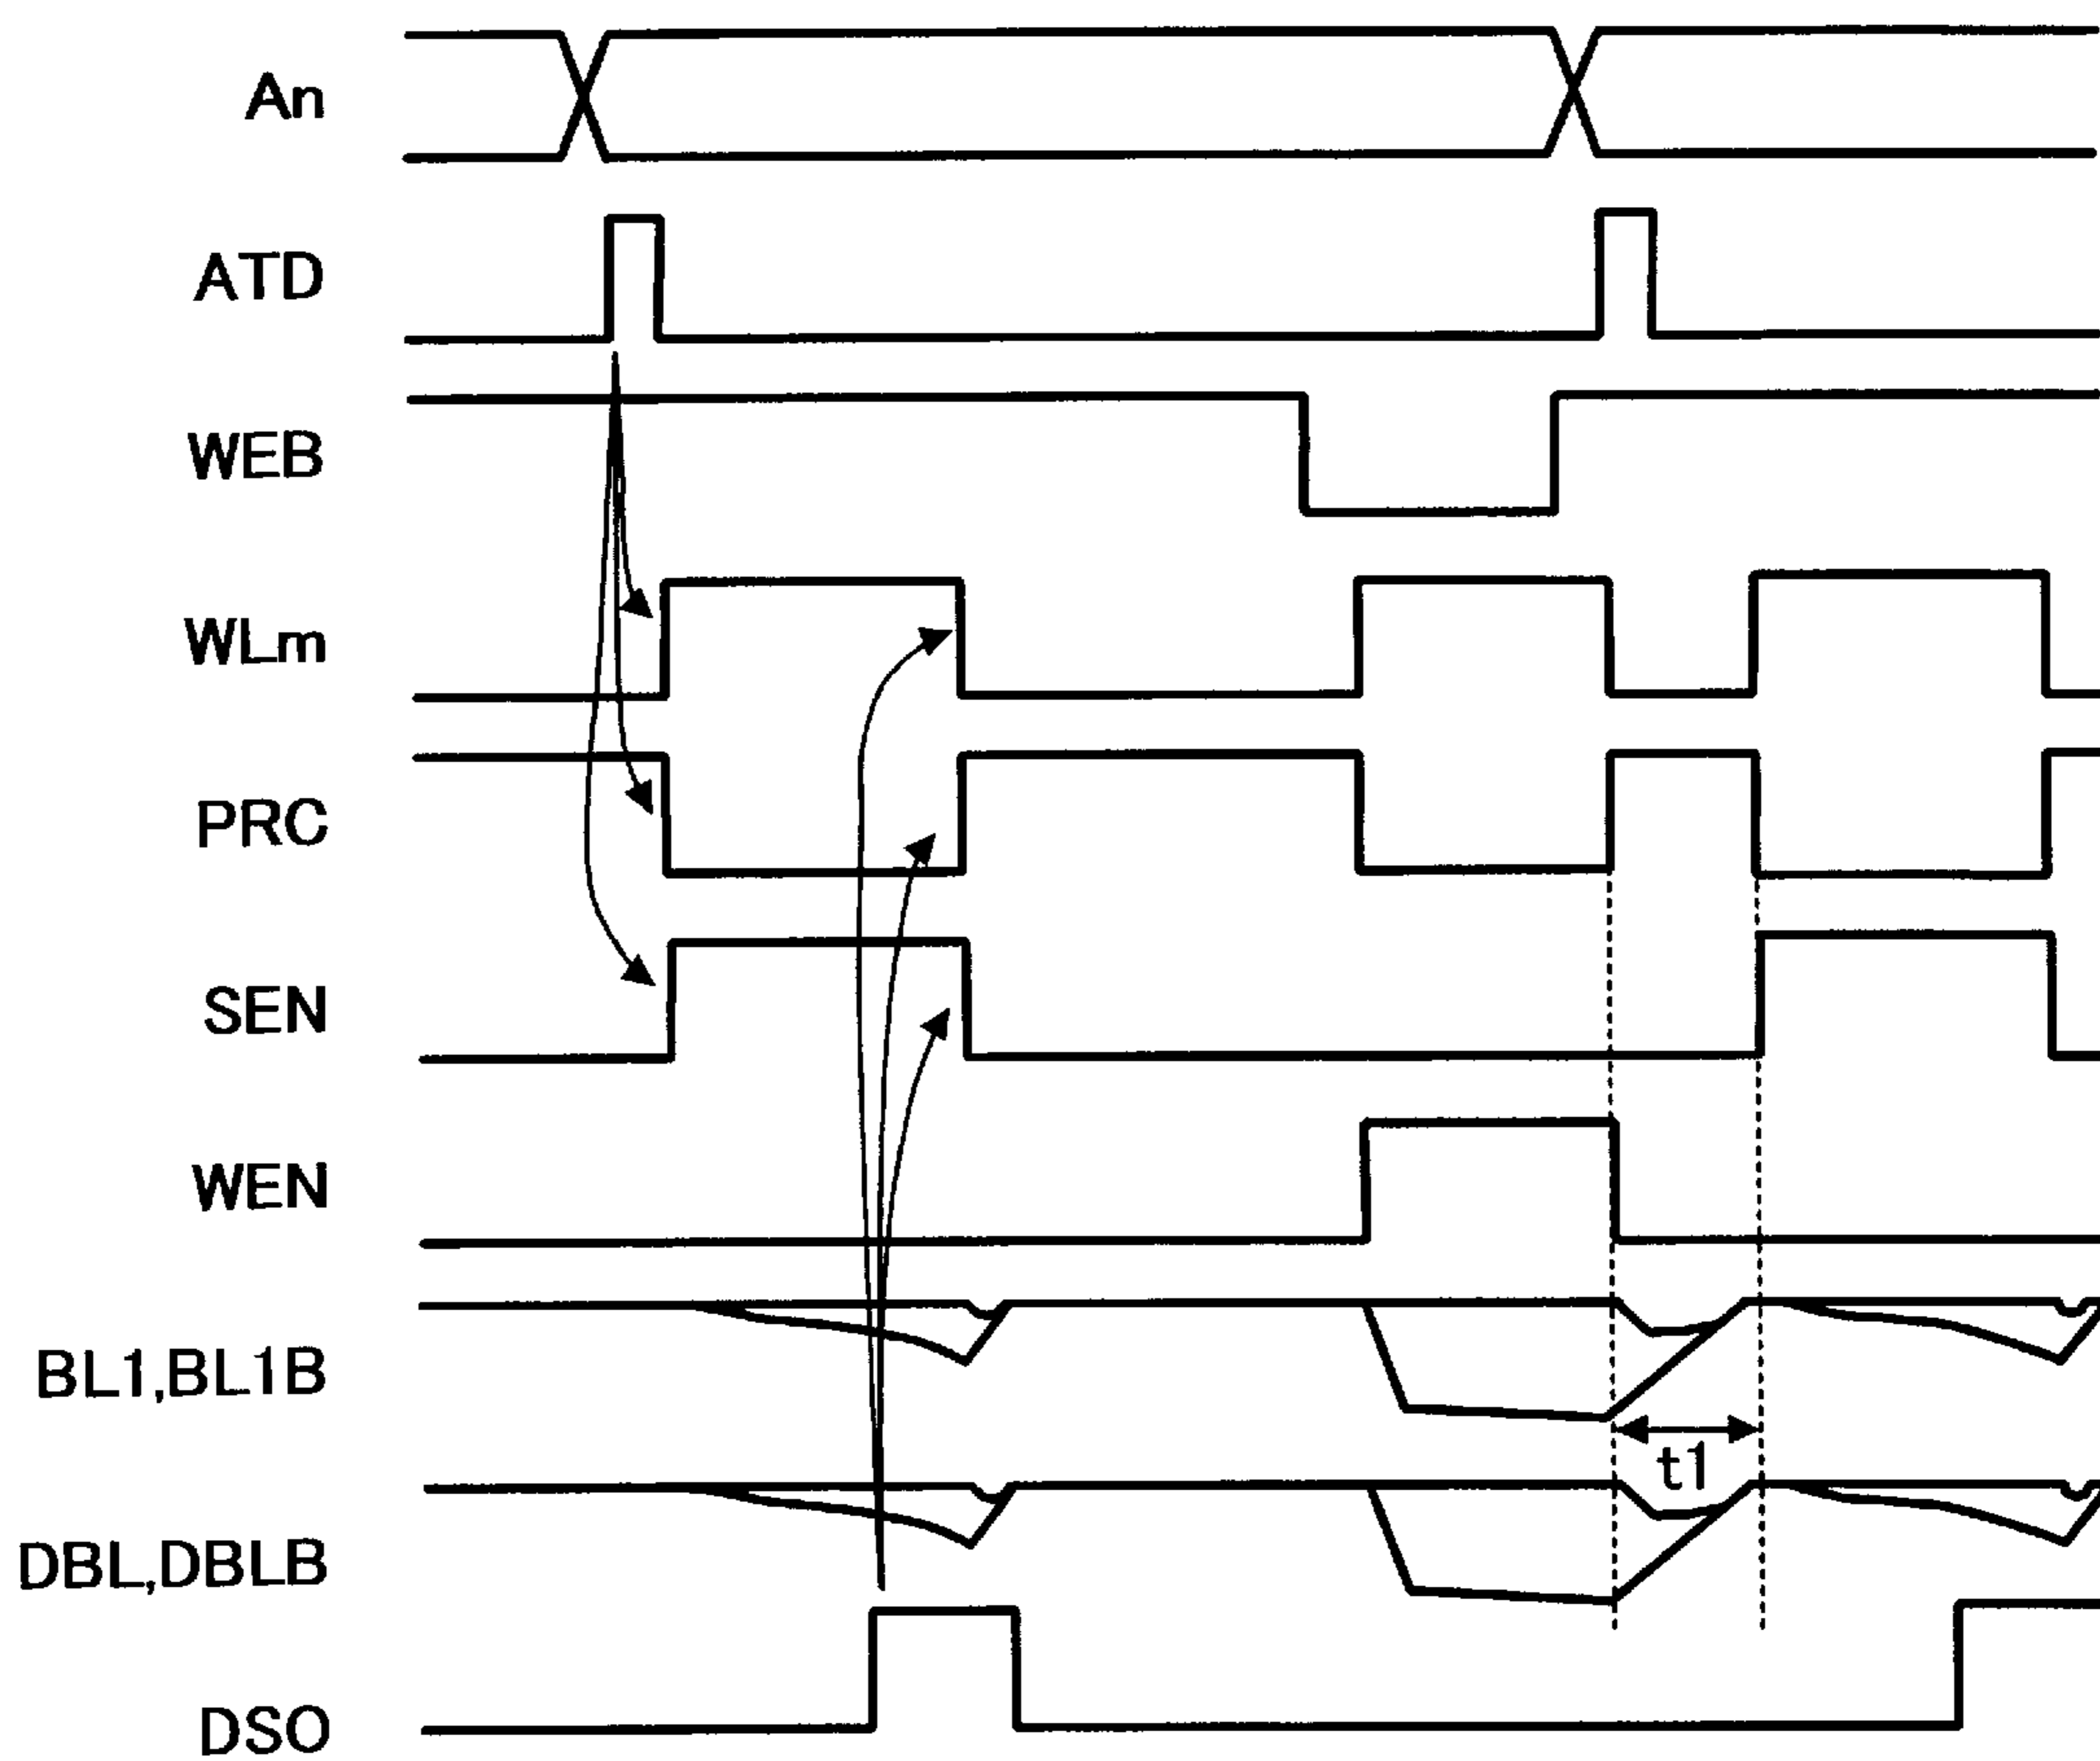 An
ATD
WEB
WLm
PRC
SEN
WEN
BL1,BL1B
t1
DBL,DBLB
DSO